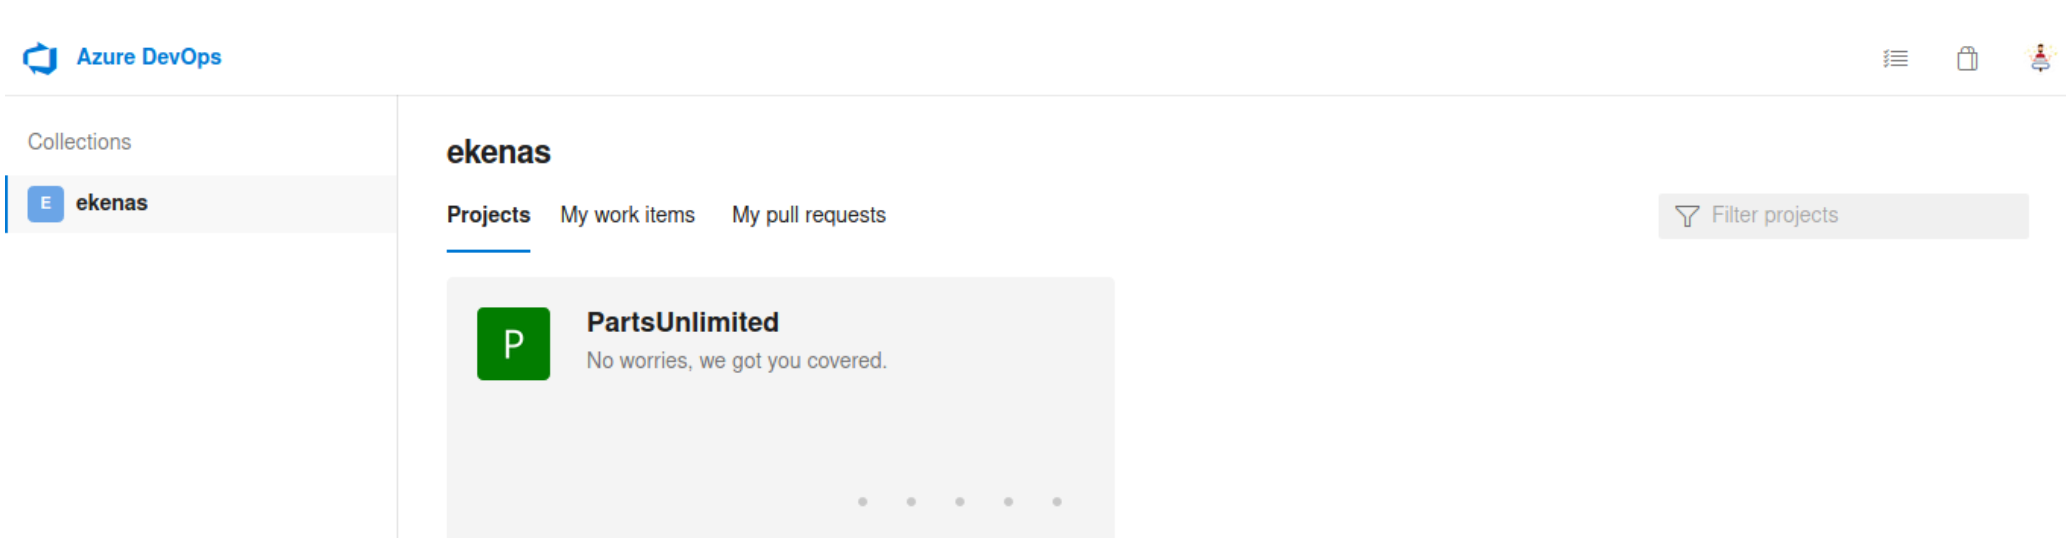 Azure DevOps
Collections
E ekenas
ekenas
Projects My work items My pull requests
Filter projects
P
PartsUnlimited
No worries, we got you covered.